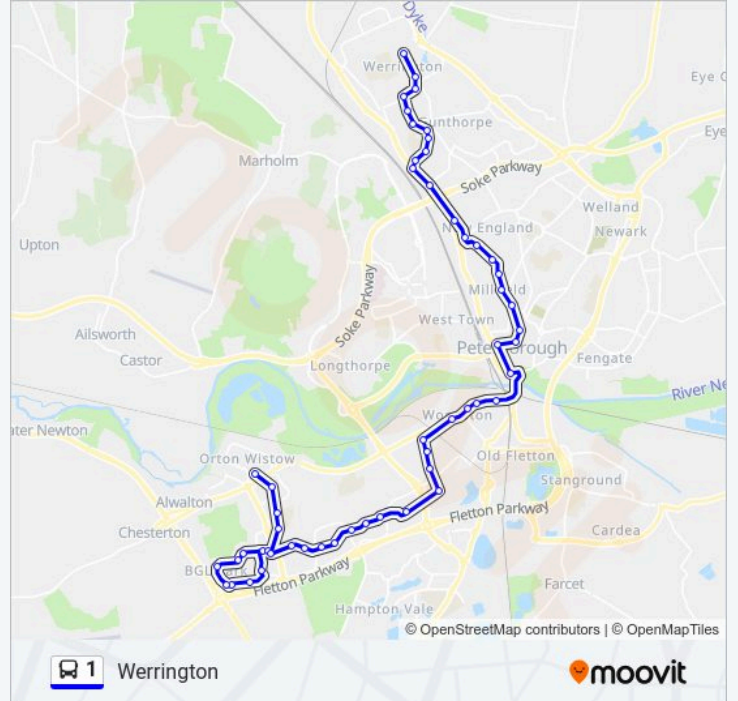 Dyke
Werrington
Eye
Gunthorpe
Eye
Marholm
Soke Parkway
Welland
New England
Newark
Upton
Soke Parkway
Millfield
West Town
Ailsworth
Peterborough
Castor
Longthorpe
Fengate
River Ne
ater Newton
Woodston
Orton Wistow
Old Fletton
Stanground
Alwalton
Fletton Parkway
Chesterton
Cardea
Fletton Parkway
Farcet
Hampton Vale
© OpenStreetMap contributors | © OpenMapTiles
1 Werrington
moovit